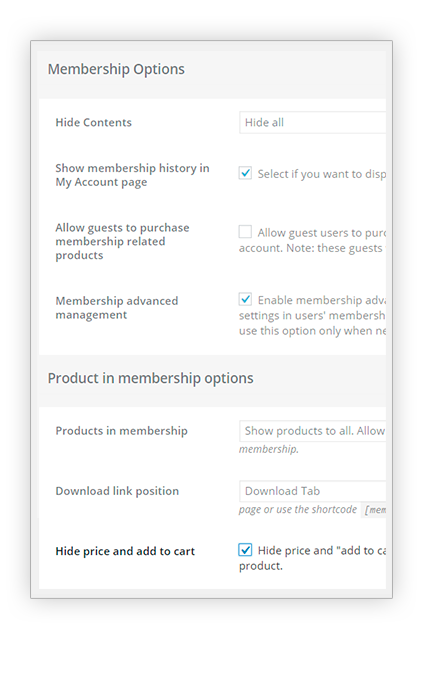 Membership Options
Hide Contents
Hide all
Show membership history in
My Account page
Select if you want to disp
Allow guests to purchase
membership related
products
Allow guest users to purc
account. Note: these guests
Membership advanced
management
Enable membership adva
settings in users' membersh
use this option only when ne
Product in membership options
Products in membership
Show products to all. Allow
membership.
Download link position
Download Tab
page or use the shortcode [mem
Hide price and add to cart
Hide price and "add to ca
product.